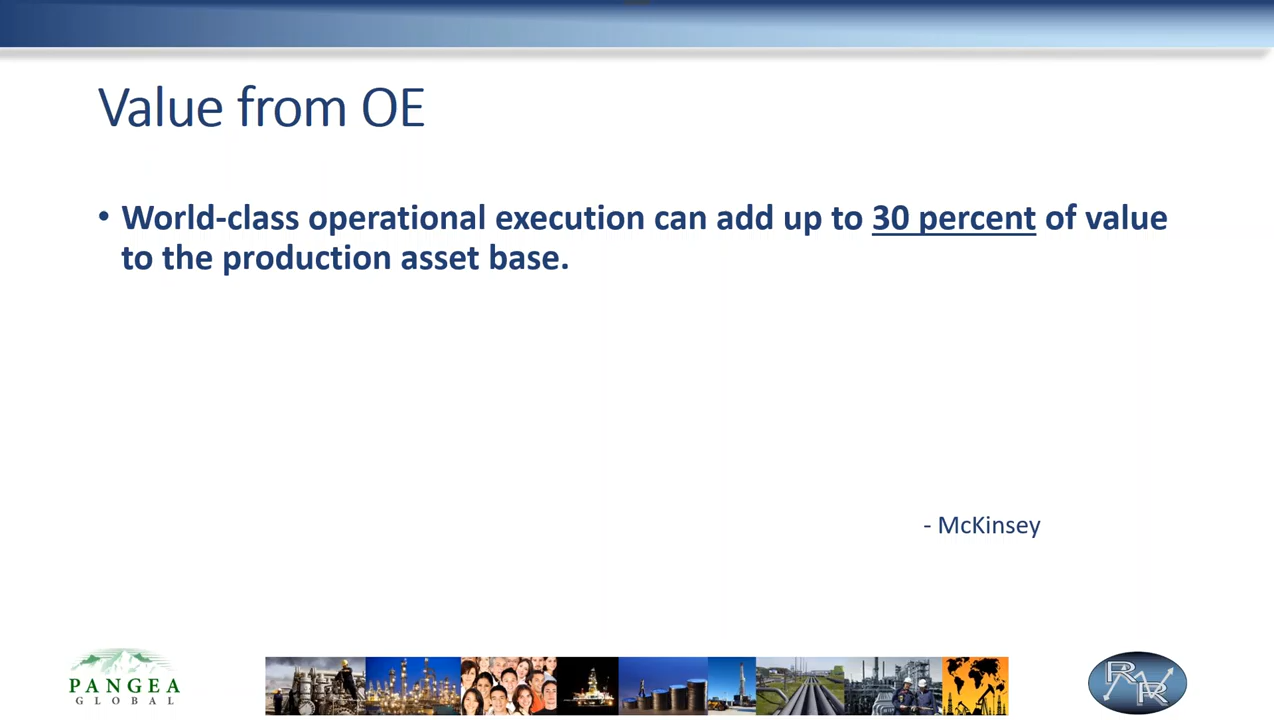 Value from OE
• World-class operational execution can add up to 30 percent of value
to the production asset base.
- McKinsey
PANGEA
GLOBAL
RR